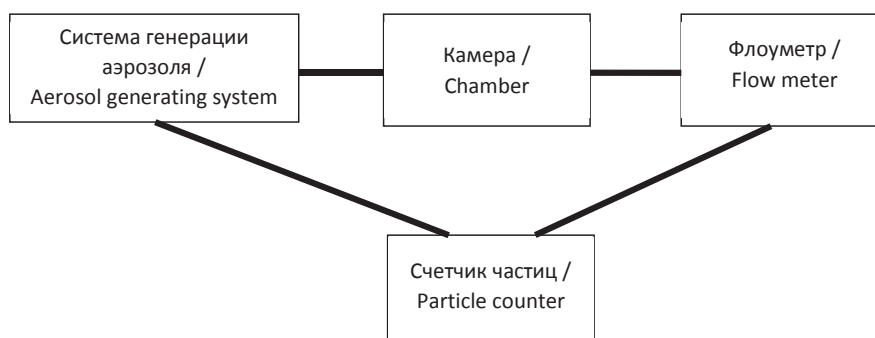 Система генерации
аэрозоля /
Aerosol generating system
Камера /
Chamber
Флоуметр /
Flow meter
Счетчик частиц /
Particle counter